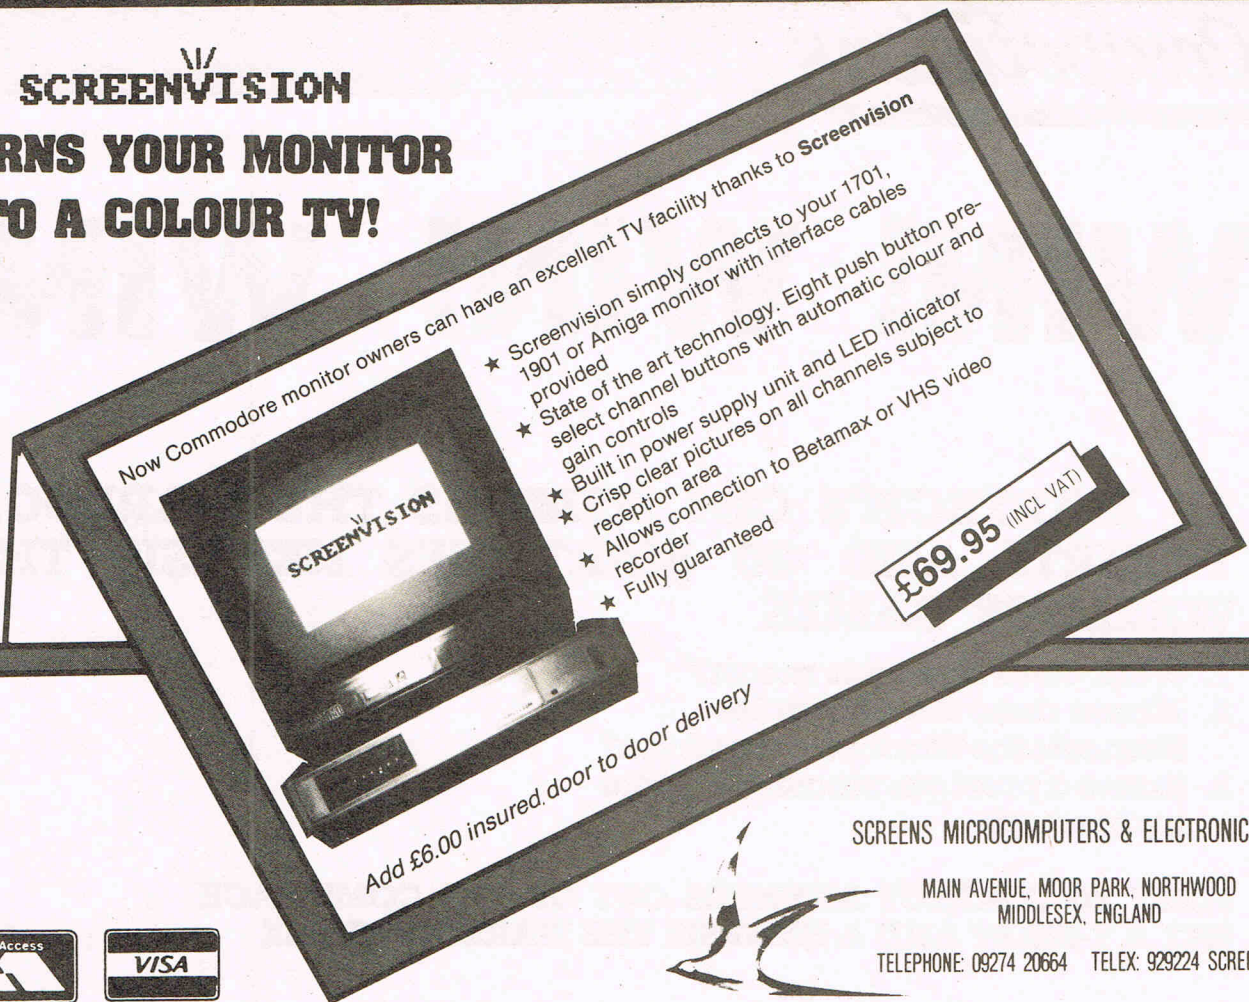 SCREENVISION
RNS YOUR MONITOR
TO A COLOUR TV!
Now Commodore monitor owners can have an excellent TV facility thanks to Screenvision
★ Screenvision simply connects to your 1701,
1901 or Amiga monitor with interface cables
provided
★ State of the art technology. Eight push button pre-
select channel buttons with automatic colour and
gain controls
★ Built in power supply unit and LED indicator
★ Crisp clear pictures on all channels subject to
reception area
★ Allows connection to Betamax or VHS video
recorder
★ Fully guaranteed
SCREENVISION
£69.95 (INCL VAT)
Add £6.00 insured door to door delivery
SCREENS MICROCOMPUTERS & ELECTRONIC
MAIN AVENUE, MOOR PARK, NORTHWOOD
MIDDLESEX, ENGLAND
TELEPHONE: 09274 20664 TELEX: 929224 SCREE
Access
VISA